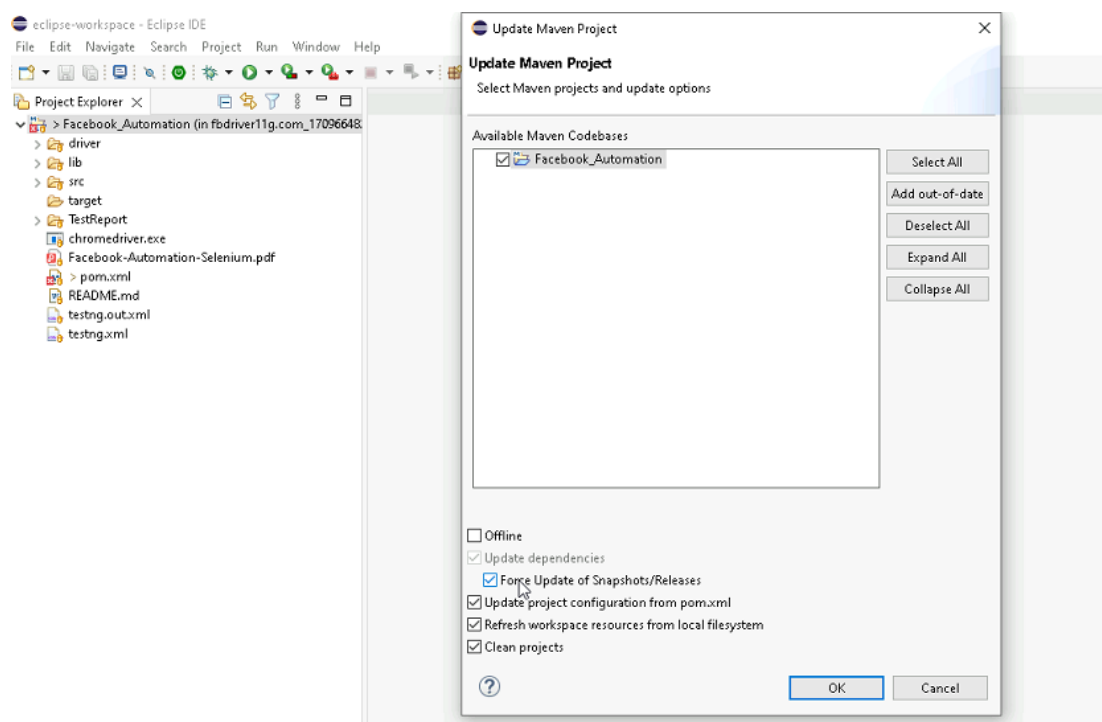 eclipse-workspace - Eclipse IDE
File Edit Navigate Search Project Run Window Help
Project Explorer
> Facebook_Automation (in fbdriver11g.com_17096648
driver
lib
src
target
TestReport
chromedriver.exe
Facebook-Automation-Selenium.pdf
> pom.xml
README.md
testng.out.xml
testng.xml
Update Maven Project
Update Maven Project
Select Maven projects and update options
Available Maven Codebases
Facebook_Automation
Select All
Add out-of-date
Deselect All
Expand All
Collapse All
Offline
Update dependencies
Force Update of Snapshots/Releases
Update project configuration from pom.xml
Refresh workspace resources from local filesystem
Clean projects
OK Cancel